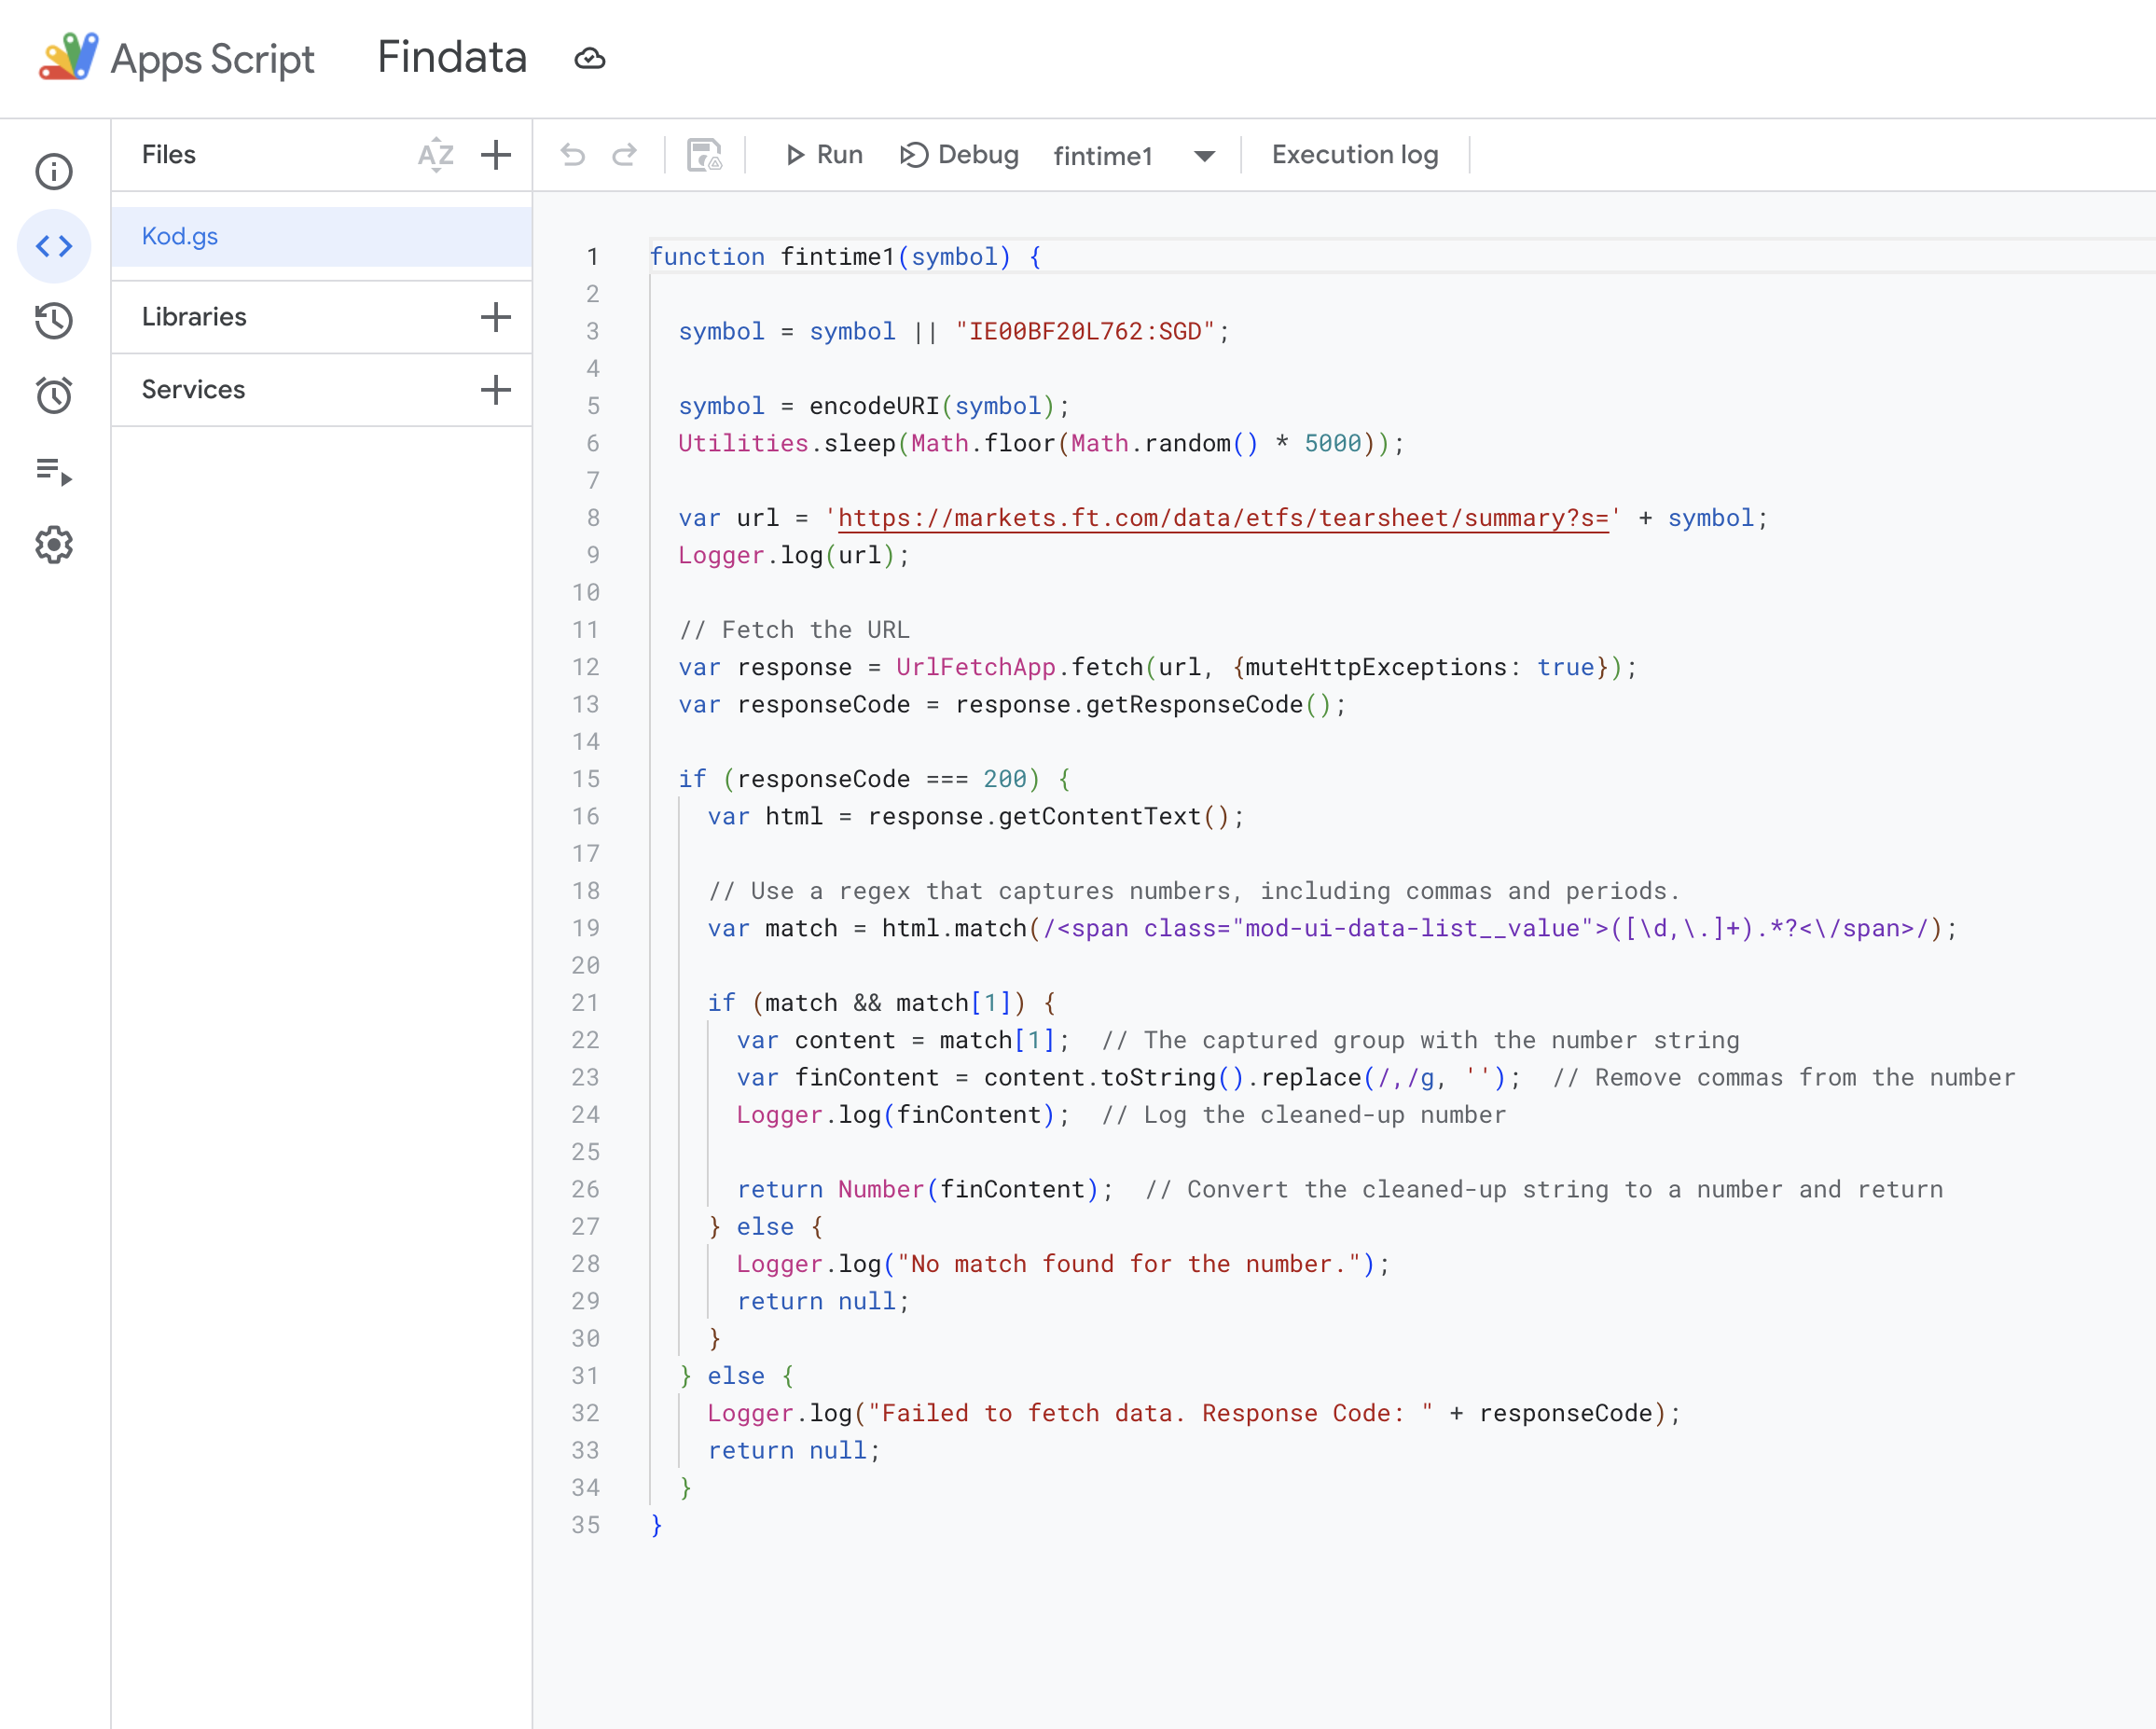 Apps Script Findata
Files AZ
Run Debug fintime1 Execution log
Kod.gs
Libraries
Services
1 function fintime1(symbol) {
2
3 symbol = symbol || "IE00BF20L762:SGD";
4
5 symbol = encodeURI(symbol);
6 Utilities.sleep(Math.floor(Math.random() * 5000));
7
8 var url = 'https://markets.ft.com/data/etfs/tearsheet/summary?s=' + symbol;
9 Logger.log(url);
10
11 // Fetch the URL
12 var response = UrlFetchApp.fetch(url, {muteHttpExceptions: true});
13 var responseCode = response.getResponseCode();
14
15 if (responseCode === 200) {
16 var html = response.getContentText();
17
18 // Use a regex that captures numbers, including commas and periods.
19 var match = html.match(/<span class="mod-ui-data-list__value">([\d,\.]+).*?<\/span>/);
20
21 if (match && match[1]) {
22 var content = match[1]; // The captured group with the number string
23 var finContent = content.toString().replace(/,/g, ''); // Remove commas from the number
24 Logger.log(finContent); // Log the cleaned-up number
25
26 return Number(finContent); // Convert the cleaned-up string to a number and return
27 } else {
28 Logger.log("No match found for the number.");
29 return null;
30 }
31 } else {
32 Logger.log("Failed to fetch data. Response Code: " + responseCode);
33 return null;
34 }
35 }